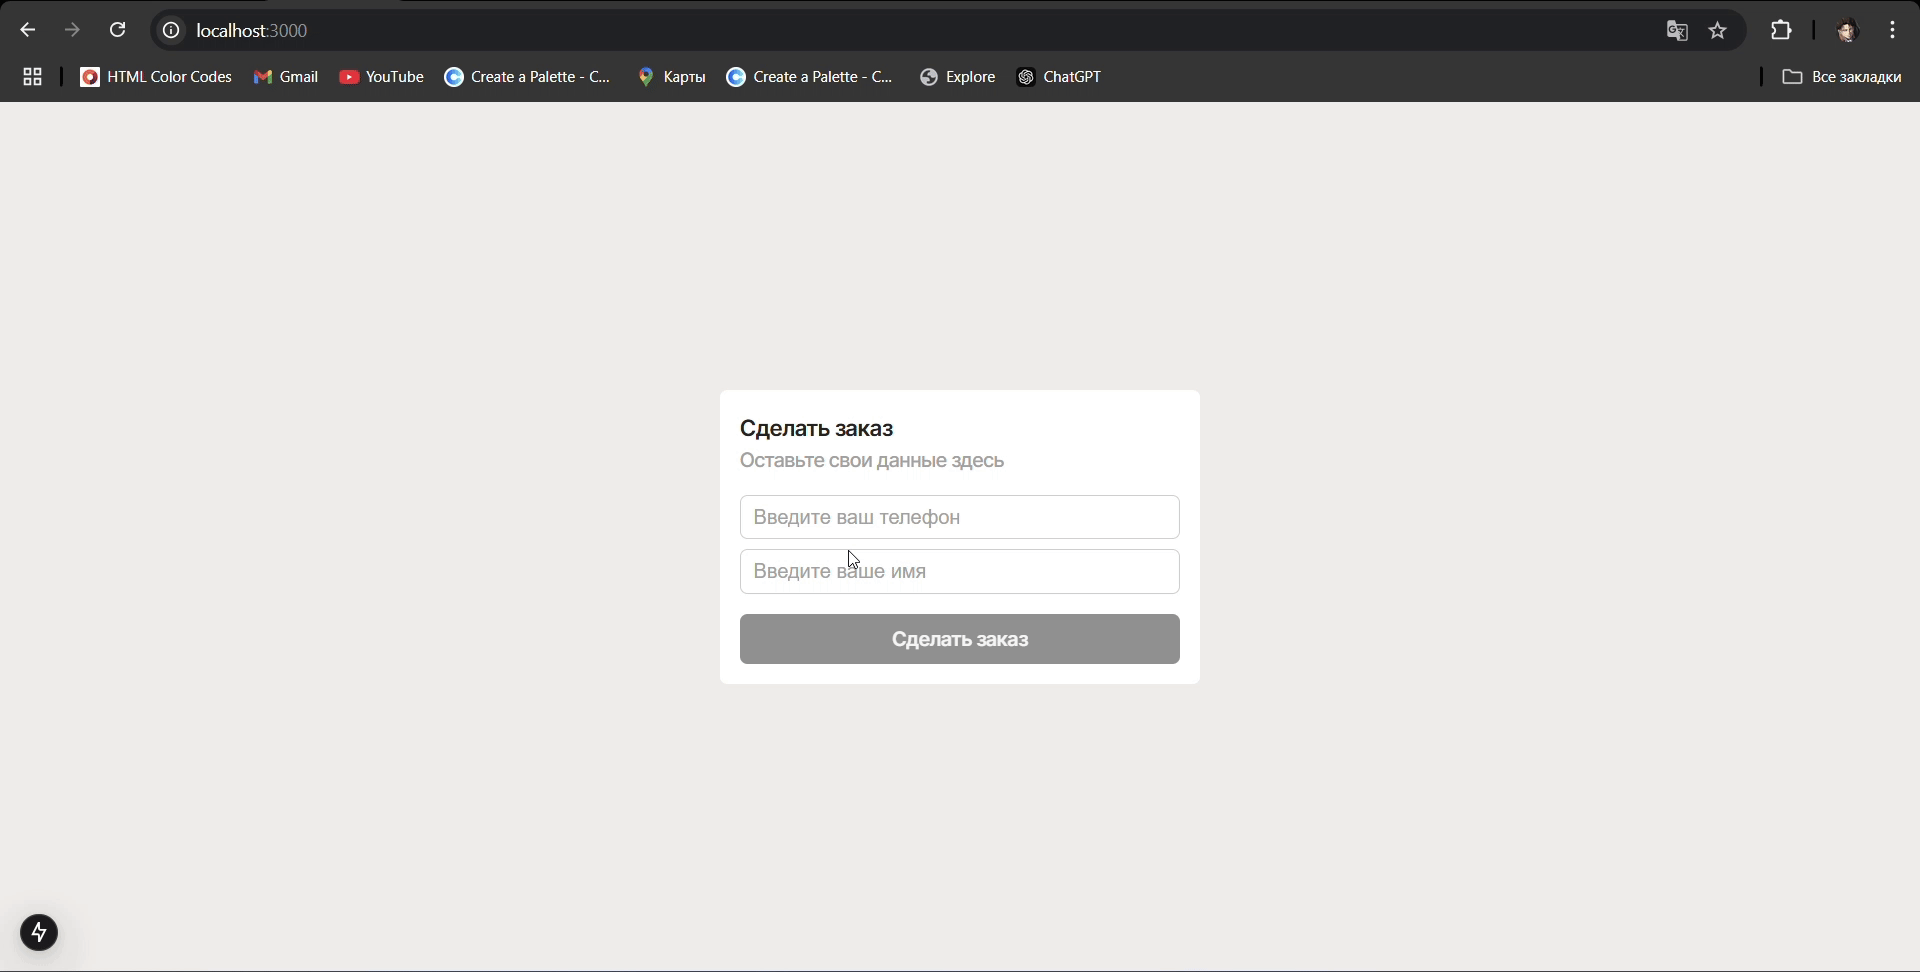 localhost:3000
HTML Color Codes Gmail YouTube Create a Palette - C... Карты Create a Palette - C... Explore ChatGPT Все закладки
Сделать заказ
Оставьте свои данные здесь
Введите ваш телефон
Введите ваше имя
Сделать заказ